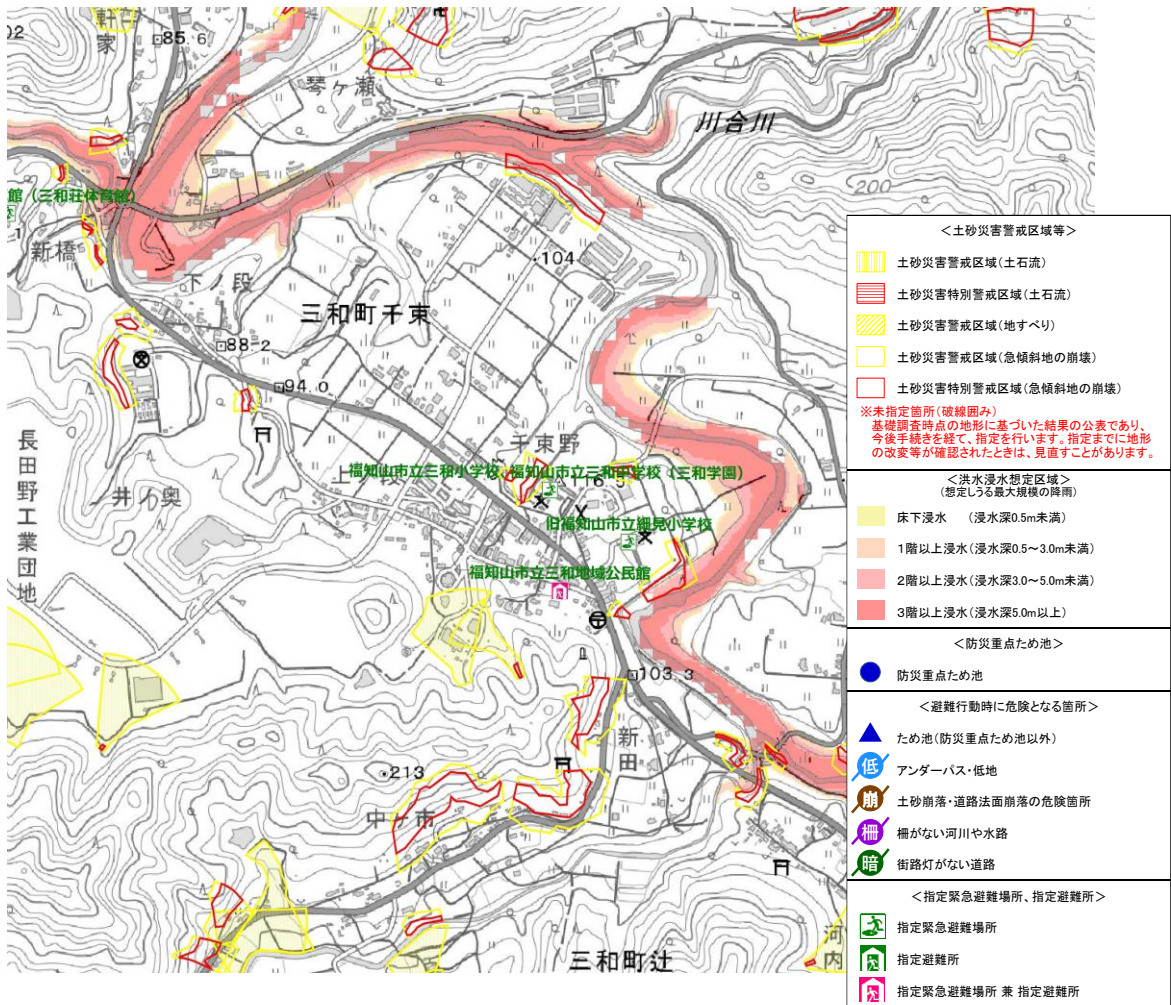 02
軒家
85.6
琴ヶ瀬
川合川
200
館（三和荘体育館）
新橋
下ノ段
104
三和町千束
88.2
94.0
千束野
福知山市立三和小学校・福知山市立三和中学校（三和学園）
旧福知山市立細見小学校
福知山市立三和地域公民館
長田野工業団地
井ノ奥
103.3
新田
213
中ヶ市
三和町辻
河内
＜土砂災害警戒区域等＞
土砂災害警戒区域（土石流）
土砂災害特別警戒区域（土石流）
土砂災害警戒区域（地すべり）
土砂災害警戒区域（急傾斜地の崩壊）
土砂災害特別警戒区域（急傾斜地の崩壊）
※未指定箇所（破線囲み）
基礎調査時点の地形に基づいた結果の公表であり、
今後手続きを経て、指定を行います。指定までに地形
の改変等が確認されたときは、見直すことがあります。
＜洪水浸水想定区域＞
（想定しうる最大規模の降雨）
床下浸水　（浸水深0.5m未満）
1階以上浸水（浸水深0.5～3.0m未満）
2階以上浸水（浸水深3.0～5.0m未満）
3階以上浸水（浸水深5.0m以上）
＜防災重点ため池＞
防災重点ため池
＜避難行動時に危険となる箇所＞
ため池（防災重点ため池以外）
低 アンダーパス・低地
崩 土砂崩落・道路法面崩落の危険箇所
柵 柵がない河川や水路
暗 街路灯がない道路
＜指定緊急避難場所、指定避難所＞
指定緊急避難場所
指定避難所
指定緊急避難場所 兼 指定避難所